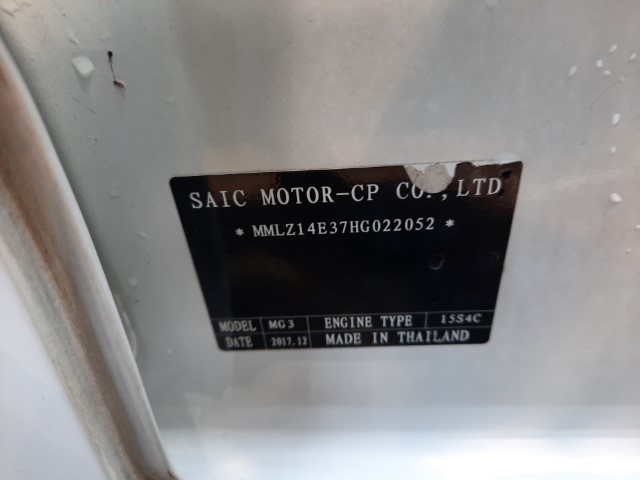 SAIC MOTOR-CP CO.,LTD
* MMLZ14E37HG022052 *
MODEL MG3 ENGINE TYPE 15S4C
DATE 2017.12 MADE IN THAILAND